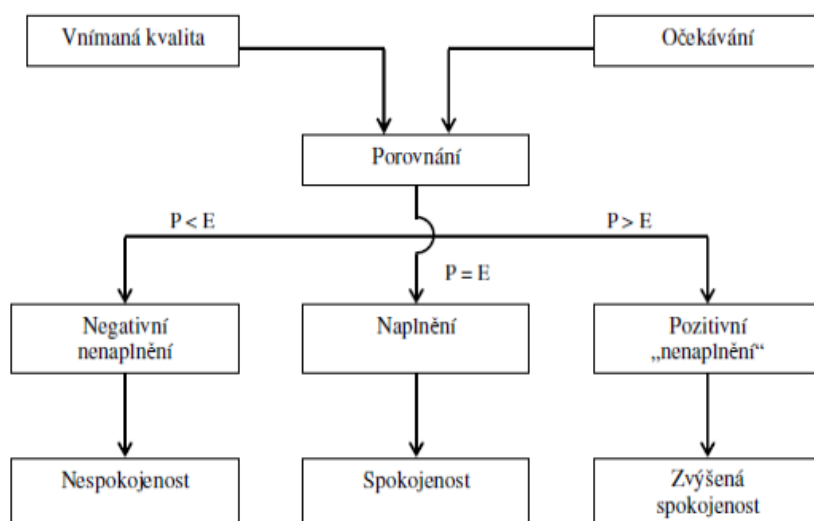 Vnímaná kvalita
Očekávání
Porovnání
P < E
P > E
P = E
Negativní
nenaplnění
Naplnění
Pozitivní
„nenaplnění“
Nespokojenost
Spokojenost
Zvýšená
spokojenost